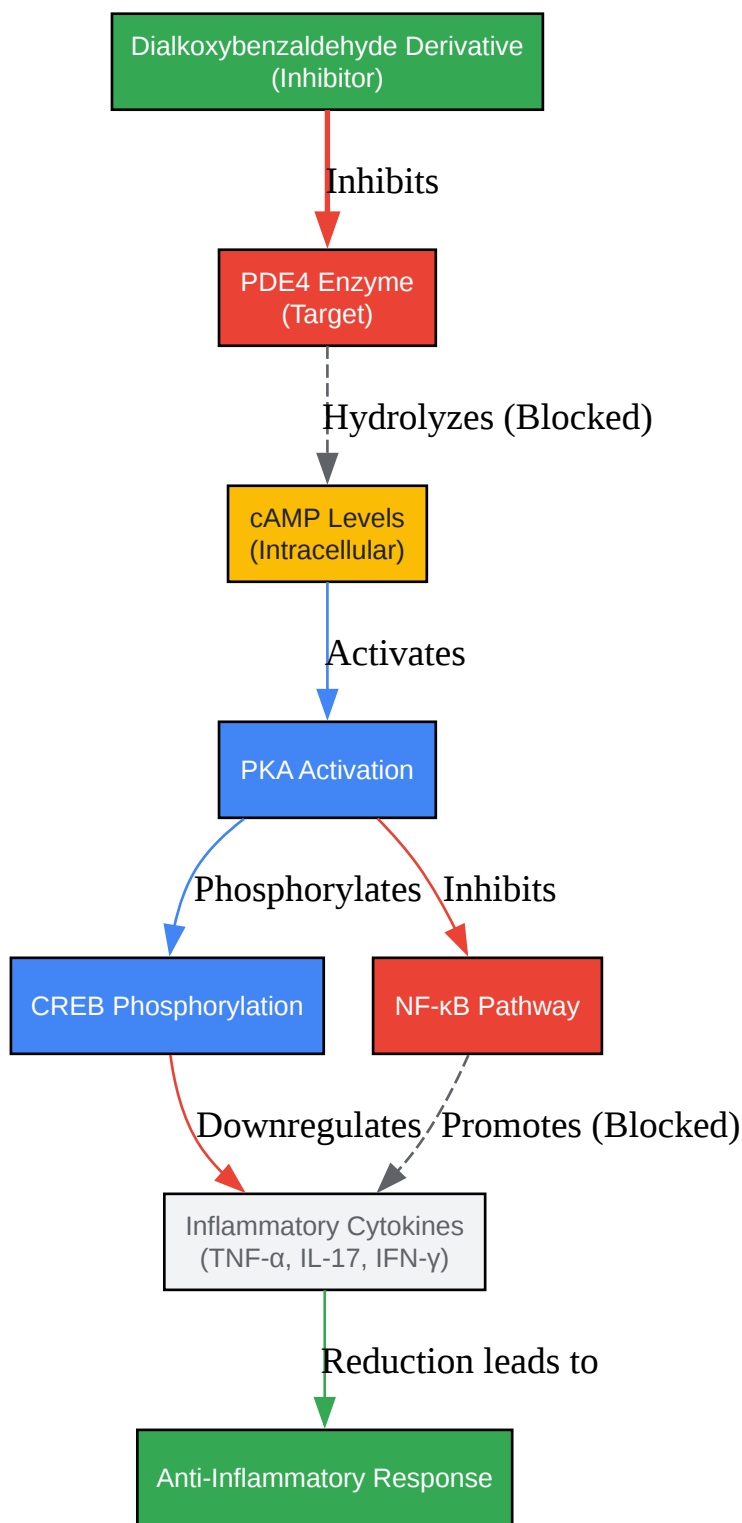 Dialkoxybenzaldehyde Derivative
(Inhibitor)
Inhibits
PDE4 Enzyme
(Target)
Hydrolyzes (Blocked)
cAMP Levels
(Intracellular)
Activates
PKA Activation
Phosphorylates
Inhibits
CREB Phosphorylation
NF-κB Pathway
Downregulates
Promotes (Blocked)
Inflammatory Cytokines
(TNF-α, IL-17, IFN-γ)
Reduction leads to
Anti-Inflammatory Response